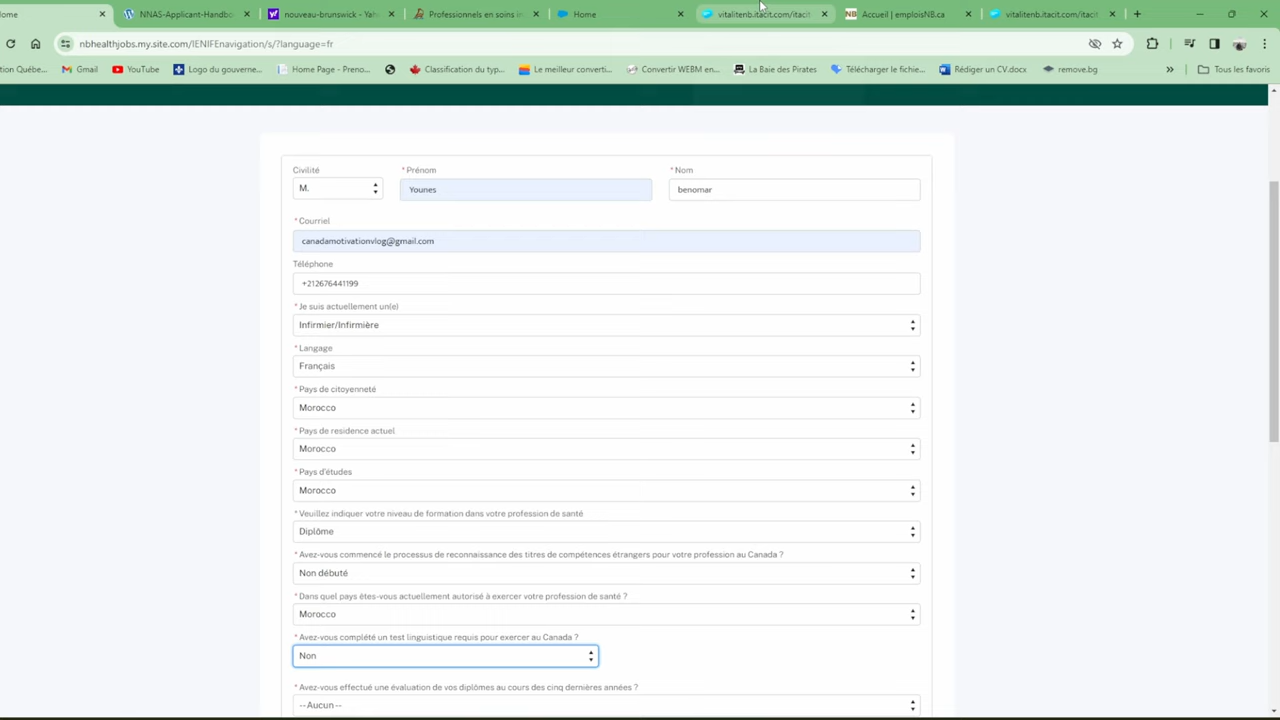 Home
NNAS-Applicant-Handbo
nouveau-brunswick - Yah
Professionnels en soins in
Home
vitalitenb.itacit.com/itacit
Accueil | emploisNB.ca
vitalitenb.itacit.com/itacit
nbhealthjobs.my.site.com/IENIFEnavigation/s/?language=fr
tion Québe...
Gmail
YouTube
Logo du gouverne...
Home Page - Preno...
Classification du typ...
Le meilleur converti...
Convertir WEBM en...
La Baie des Pirates
Télécharger le fichie...
Rédiger un CV.docx
remove.bg
»
Tous les favoris
Civilité
* Prénom
* Nom
M.
Younes
benomar
* Courriel
canadamotivationvlog@gmail.com
Téléphone
+212676441199
* Je suis actuellement un(e)
Infirmier/Infirmière
* Langage
Français
* Pays de citoyenneté
Morocco
* Pays de residence actuel
Morocco
* Pays d'études
Morocco
* Veuillez indiquer votre niveau de formation dans votre profession de santé
Diplôme
* Avez-vous commencé le processus de reconnaissance des titres de compétences étrangers pour votre profession au Canada ?
Non débuté
* Dans quel pays êtes-vous actuellement autorisé à exercer votre profession de santé ?
Morocco
* Avez-vous complété un test linguistique requis pour exercer au Canada ?
Non
* Avez-vous effectué une évaluation de vos diplômes au cours des cinq dernières années ?
-- Aucun --